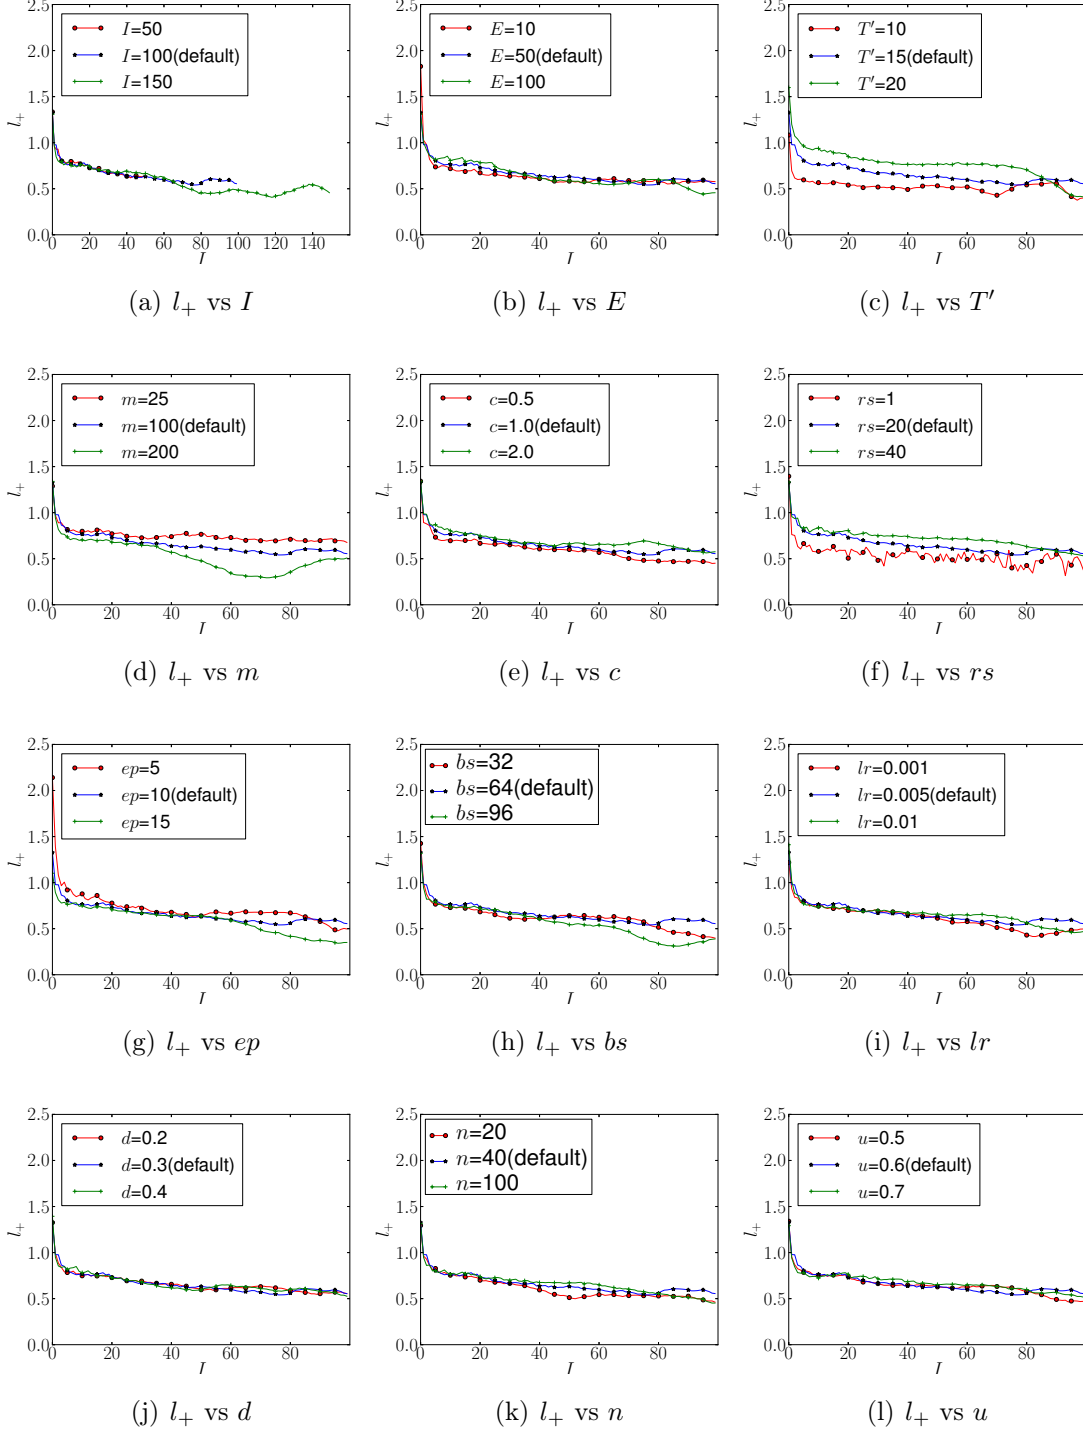 2.5
2.0
1.5
1.0
0.5
0.0
l₊
I=50
I=100(default)
I=150
0 20 40 60 80 100 120 140
I
(a) l₊ vs I
2.5
2.0
1.5
1.0
0.5
0.0
l₊
E=10
E=50(default)
E=100
0 20 40 60 80
I
(b) l₊ vs E
2.5
2.0
1.5
1.0
0.5
0.0
l₊
T′=10
T′=15(default)
T′=20
0 20 40 60 80
I
(c) l₊ vs T′
2.5
2.0
1.5
1.0
0.5
0.0
l₊
m=25
m=100(default)
m=200
0 20 40 60 80
I
(d) l₊ vs m
2.5
2.0
1.5
1.0
0.5
0.0
l₊
c=0.5
c=1.0(default)
c=2.0
0 20 40 60 80
I
(e) l₊ vs c
2.5
2.0
1.5
1.0
0.5
0.0
l₊
rs=1
rs=20(default)
rs=40
0 20 40 60 80
I
(f) l₊ vs rs
2.5
2.0
1.5
1.0
0.5
0.0
l₊
ep=5
ep=10(default)
ep=15
0 20 40 60 80
I
(g) l₊ vs ep
2.5
2.0
1.5
1.0
0.5
0.0
l₊
bs=32
bs=64(default)
bs=96
0 20 40 60 80
I
(h) l₊ vs bs
2.5
2.0
1.5
1.0
0.5
0.0
l₊
lr=0.001
lr=0.005(default)
lr=0.01
0 20 40 60 80
I
(i) l₊ vs lr
2.5
2.0
1.5
1.0
0.5
0.0
l₊
d=0.2
d=0.3(default)
d=0.4
0 20 40 60 80
I
(j) l₊ vs d
2.5
2.0
1.5
1.0
0.5
0.0
l₊
n=20
n=40(default)
n=100
0 20 40 60 80
I
(k) l₊ vs n
2.5
2.0
1.5
1.0
0.5
0.0
l₊
u=0.5
u=0.6(default)
u=0.7
0 20 40 60 80
I
(l) l₊ vs u